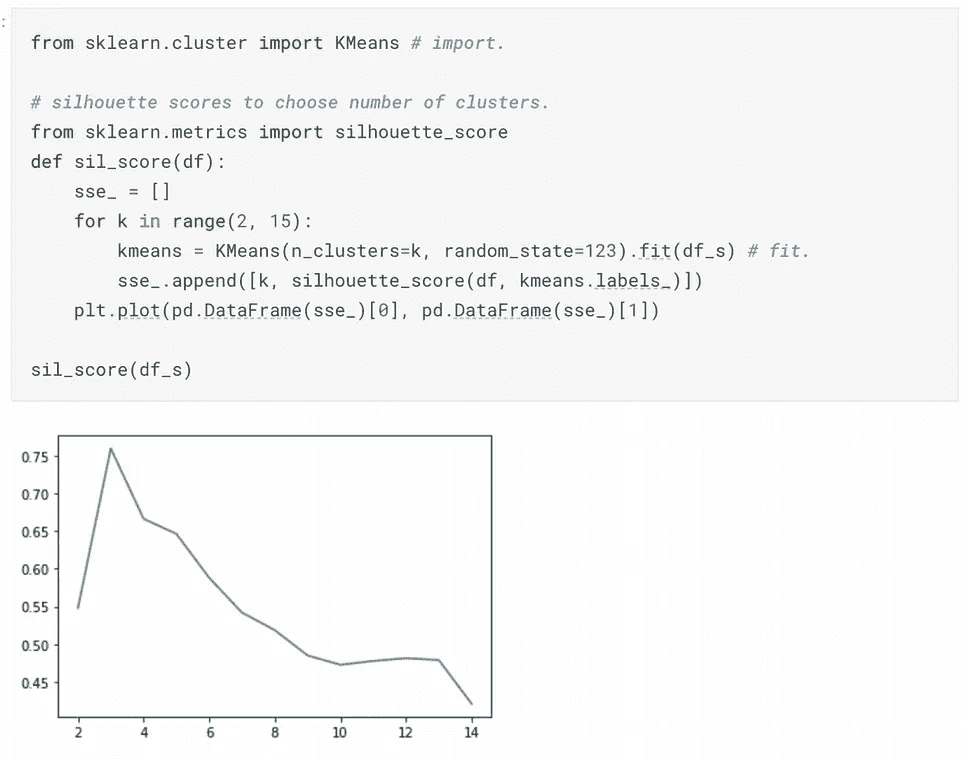 :
from sklearn.cluster import KMeans # import.
# silhouette scores to choose number of clusters.
from sklearn.metrics import silhouette_score
def sil_score(df):
    sse_ = []
    for k in range(2, 15):
        kmeans = KMeans(n_clusters=k, random_state=123).fit(df_s) # fit.
        sse_.append([k, silhouette_score(df, kmeans.labels_)])
    plt.plot(pd.DataFrame(sse_)[0], pd.DataFrame(sse_)[1])
sil_score(df_s)
0.75
0.70
0.65
0.60
0.55
0.50
0.45
2 4 6 8 10 12 14